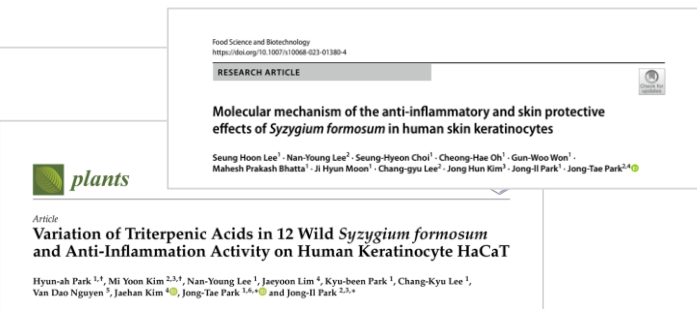 Food Science and Biotechnology
https://doi.org/10.1007/s10068-023-01380-4
RESEARCH ARTICLE
Check for
updates
Molecular mechanism of the anti-inflammatory and skin protective
effects of Syzygium formosum in human skin keratinocytes
Seung Hoon Lee1 · Nan-Young Lee2 · Seung-Hyeon Choi1 · Cheong-Hae Oh1 · Gun-Woo Won1 ·
Mahesh Prakash Bhatta1 · Ji Hyun Moon1 · Chang-gyu Lee2 · Jong Hun Kim3 · Jong-Il Park1 · Jong-Tae Park2,4
plants
Article
Variation of Triterpenic Acids in 12 Wild Syzygium formosum
and Anti-Inflammation Activity on Human Keratinocyte HaCaT
Hyun-ah Park 1,†, Mi Yoon Kim 2,3,†, Nan-Young Lee 1, Jaeyoon Lim 4, Kyu-been Park 1, Chang-Kyu Lee 1,
Van Dao Nguyen 5, Jaehan Kim 4, Jong-Tae Park 1,6,* and Jong-Il Park 2,3,*